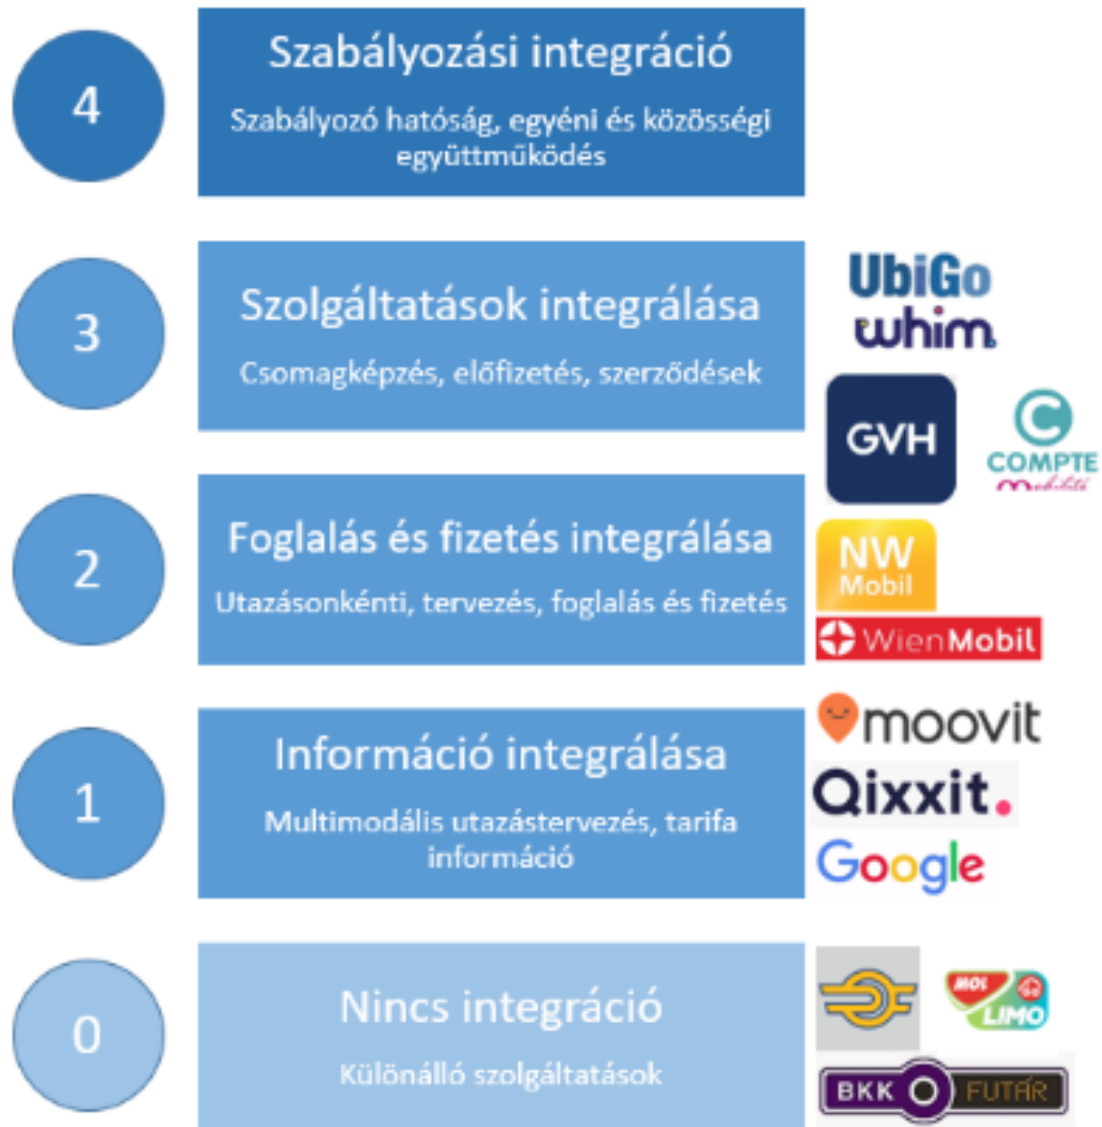 4
Szabályozási integráció
Szabályozó hatóság, egyéni és közösségi
együttműködés
3
Szolgáltatások integrálása
Csomagképzés, előfizetés, szerződések
UbiGo
whim
GVH
COMPTE
mobilité
2
Foglalás és fizetés integrálása
Utazásonkénti, tervezés, foglalás és fizetés
NW
Mobil
WienMobil
1
Információ integrálása
Multimodális utazástervezés, tarifa
információ
moovit
Qixxit.
Google
0
Nincs integráció
Különálló szolgáltatások
MOL
LIMO
BKK FUTÁR